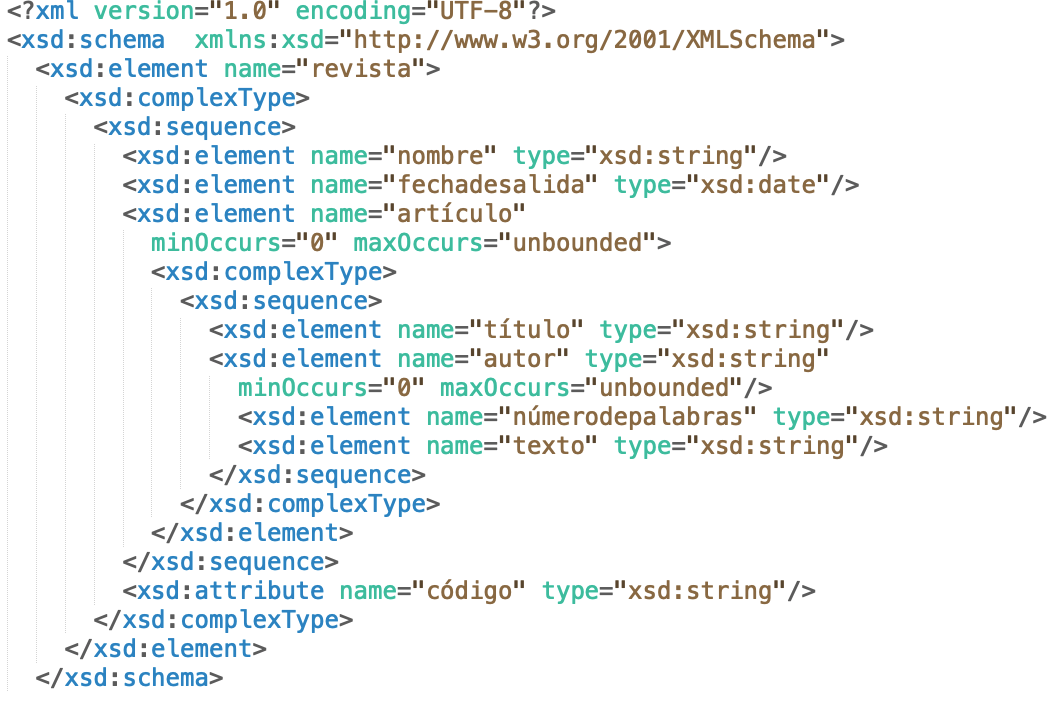 <?xml version="1.0" encoding="UTF-8"?>
<xsd:schema  xmlns:xsd="http://www.w3.org/2001/XMLSchema">
  <xsd:element name="revista">
    <xsd:complexType>
      <xsd:sequence>
        <xsd:element name="nombre" type="xsd:string"/>
        <xsd:element name="fechadesalida" type="xsd:date"/>
        <xsd:element name="artículo"
          minOccurs="0" maxOccurs="unbounded">
          <xsd:complexType>
            <xsd:sequence>
              <xsd:element name="título" type="xsd:string"/>
              <xsd:element name="autor" type="xsd:string"
                minOccurs="0" maxOccurs="unbounded"/>
                <xsd:element name="númerodepalabras" type="xsd:string"/>
                <xsd:element name="texto" type="xsd:string"/>
              </xsd:sequence>
            </xsd:complexType>
          </xsd:element>
        </xsd:sequence>
        <xsd:attribute name="código" type="xsd:string"/>
      </xsd:complexType>
    </xsd:element>
  </xsd:schema>